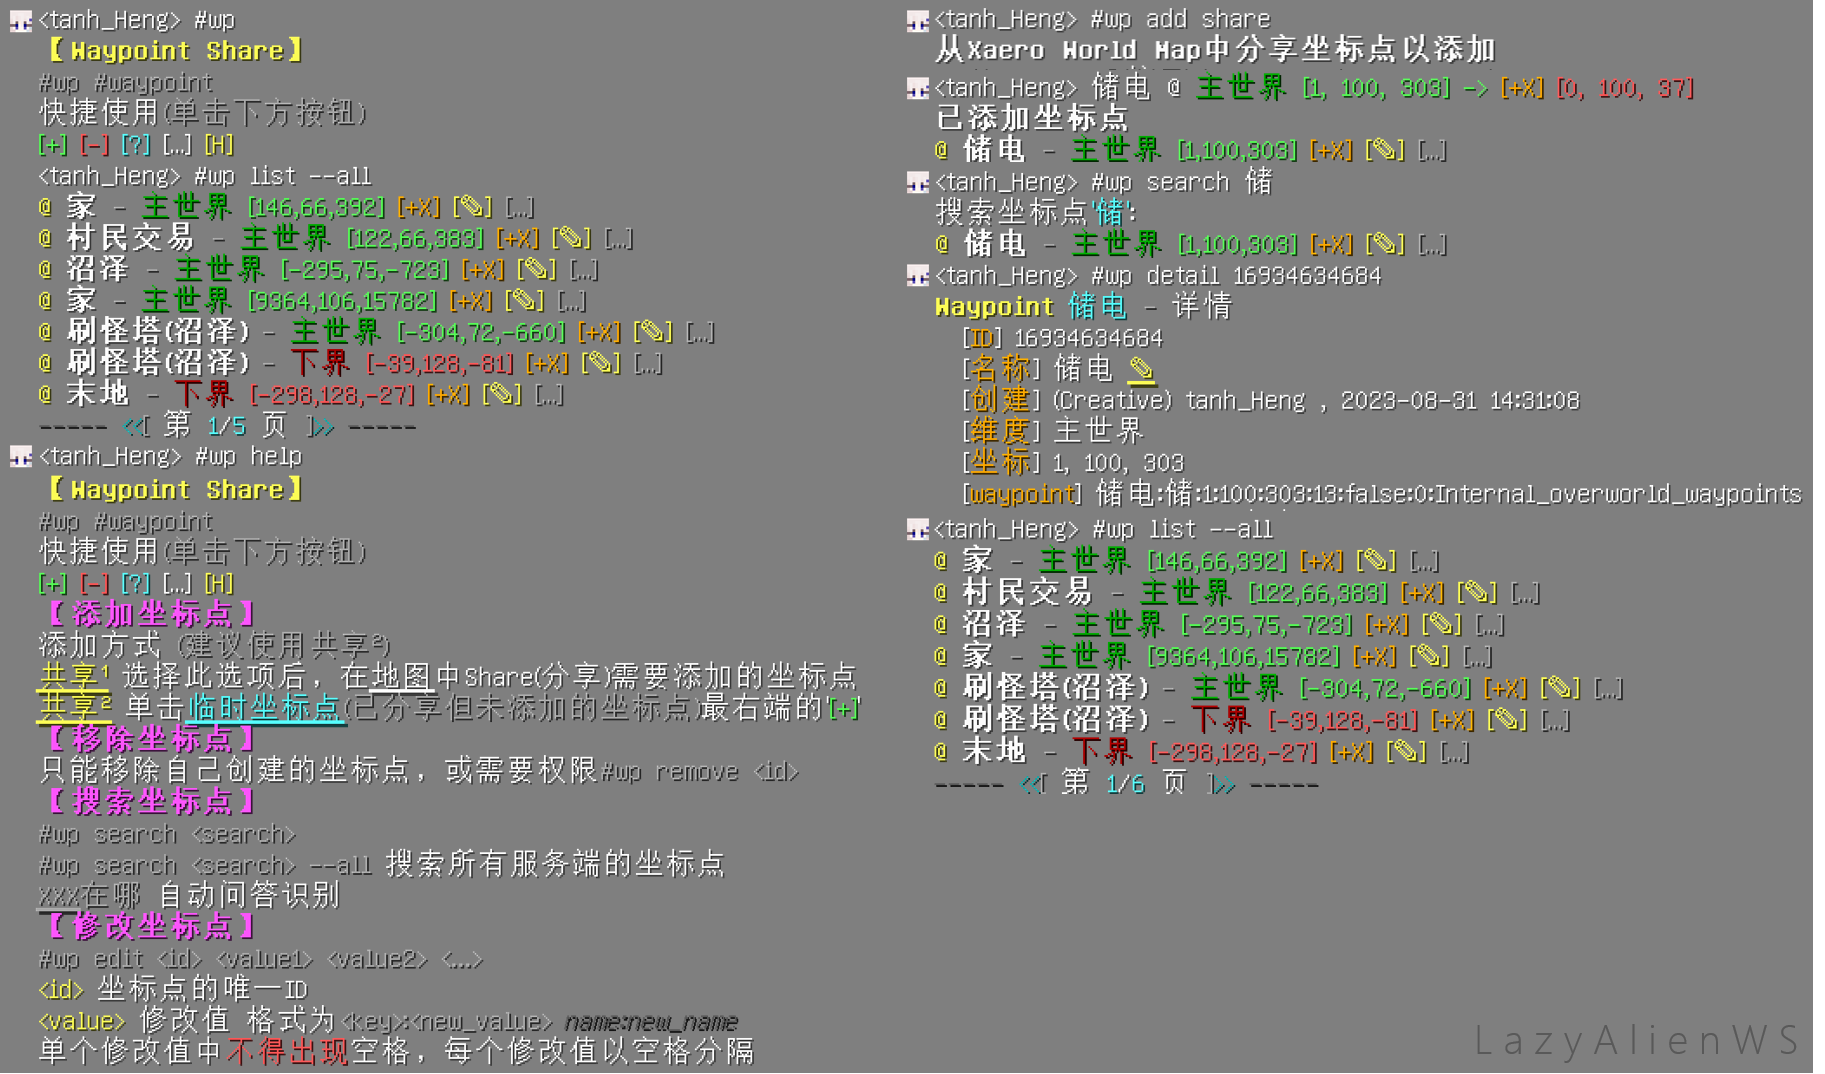 <tanh_Heng> #wp
【Waypoint Share】
#wp #waypoint
快捷使用(单击下方按钮)
[+] [-] [?] [...] [H]
<tanh_Heng> #wp list --all
@ 家 - 主世界 [146,66,392] [+X] [✎] [...]
@ 村民交易 - 主世界 [122,66,383] [+X] [✎] [...]
@ 沼泽 - 主世界 [-295,75,-723] [+X] [✎] [...]
@ 家 - 主世界 [9364,106,15782] [+X] [✎] [...]
@ 刷怪塔(沼泽) - 主世界 [-304,72,-660] [+X] [✎] [...]
@ 刷怪塔(沼泽) - 下界 [-39,128,-81] [+X] [✎] [...]
@ 末地 - 下界 [-298,128,-27] [+X] [✎] [...]
----- <<[ 第 1/5 页 ]>> -----
<tanh_Heng> #wp help
【Waypoint Share】
#wp #waypoint
快捷使用(单击下方按钮)
[+] [-] [?] [...] [H]
【添加坐标点】
添加方式 (建议使用共享²)
共享¹ 选择此选项后，在地图中Share(分享)需要添加的坐标点
共享² 单击临时坐标点(已分享但未添加的坐标点)最右端的'[+]'
【移除坐标点】
只能移除自己创建的坐标点，或需要权限#wp remove <id>
【搜索坐标点】
#wp search <search>
#wp search <search> --all 搜索所有服务端的坐标点
xxx在哪 自动问答识别
【修改坐标点】
#wp edit <id> <value1> <value2> <...>
<id> 坐标点的唯一ID
<value> 修改值 格式为<key>:<new_value> name:new_name
单个修改值中不得出现空格，每个修改值以空格分隔
<tanh_Heng> #wp add share
从Xaero World Map中分享坐标点以添加
<tanh_Heng> 储电 @ 主世界 [1, 100, 303] -> [+X] [0, 100, 37]
已添加坐标点
@ 储电 - 主世界 [1,100,303] [+X] [✎] [...]
<tanh_Heng> #wp search 储
搜索坐标点'储':
@ 储电 - 主世界 [1,100,303] [+X] [✎] [...]
<tanh_Heng> #wp detail 16934634684
Waypoint 储电 - 详情
[ID] 16934634684
[名称] 储电 ✎
[创建] (Creative) tanh_Heng , 2023-08-31 14:31:08
[维度] 主世界
[坐标] 1, 100, 303
[waypoint] 储电:储:1:100:303:13:false:0:Internal_overworld_waypoints
<tanh_Heng> #wp list --all
@ 家 - 主世界 [146,66,392] [+X] [✎] [...]
@ 村民交易 - 主世界 [122,66,383] [+X] [✎] [...]
@ 沼泽 - 主世界 [-295,75,-723] [+X] [✎] [...]
@ 家 - 主世界 [9364,106,15782] [+X] [✎] [...]
@ 刷怪塔(沼泽) - 主世界 [-304,72,-660] [+X] [✎] [...]
@ 刷怪塔(沼泽) - 下界 [-39,128,-81] [+X] [✎] [...]
@ 末地 - 下界 [-298,128,-27] [+X] [✎] [...]
----- <<[ 第 1/6 页 ]>> -----
LazyAlienWS